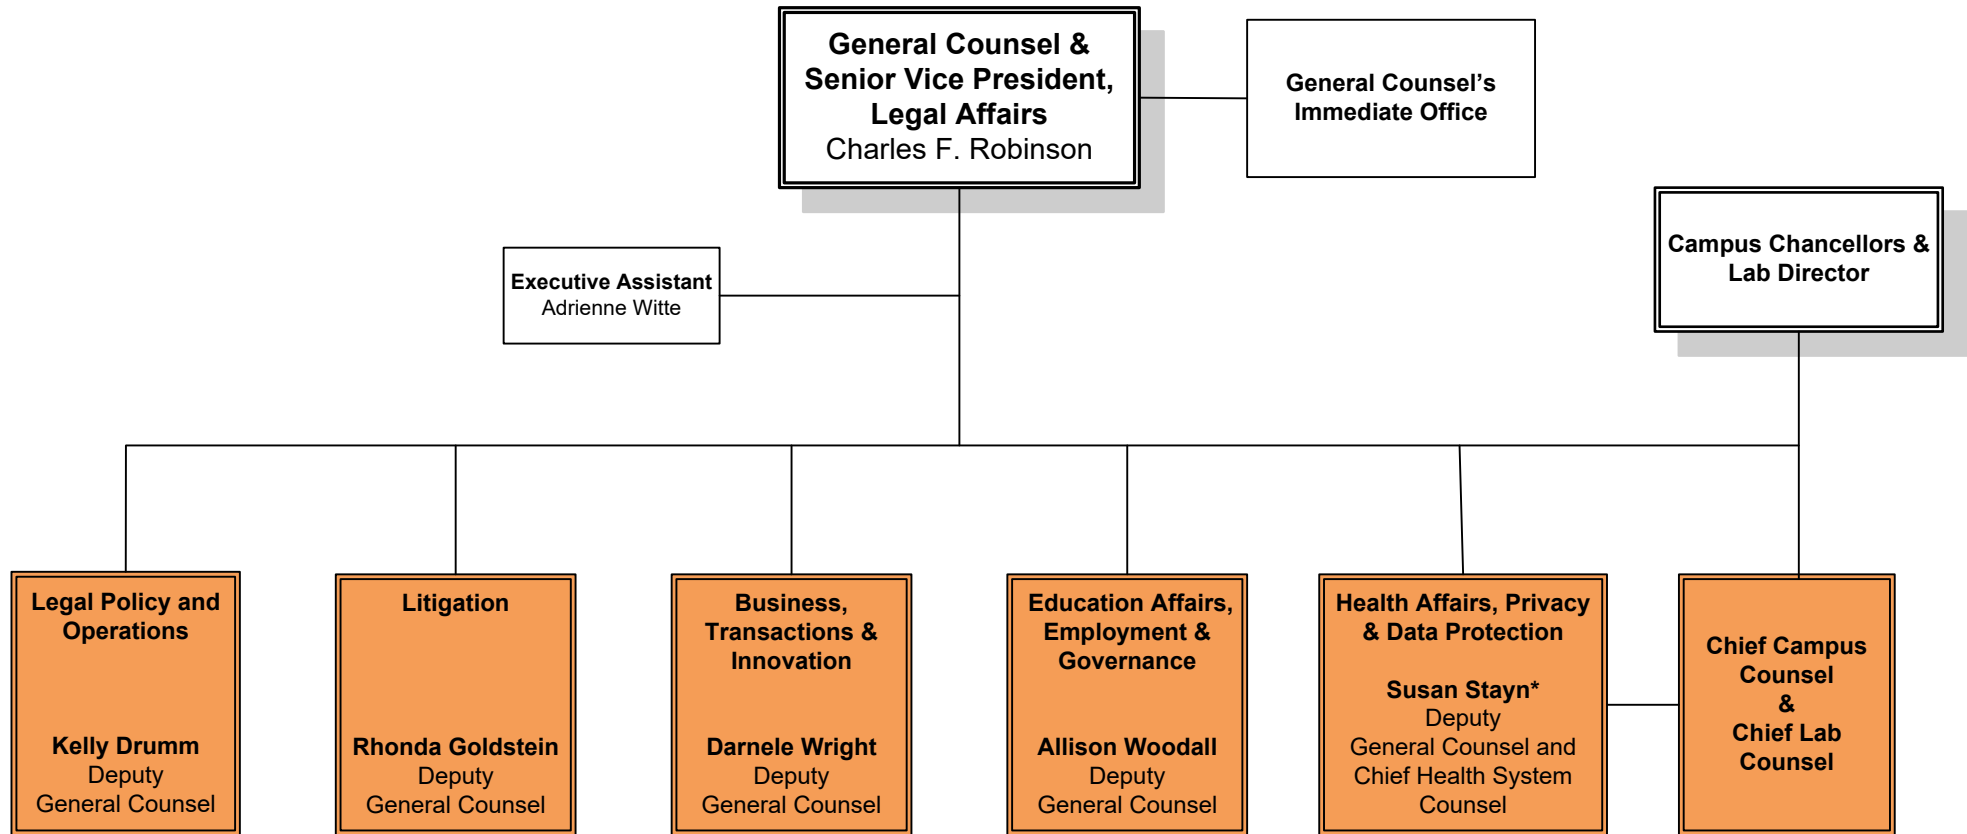 General Counsel &
Senior Vice President,
Legal Affairs
Charles F. Robinson
General Counsel’s
Immediate Office
Campus Chancellors &
Lab Director
Executive Assistant
Adrienne Witte
Legal Policy and
Operations
Kelly Drumm
Deputy
General Counsel
Litigation
Rhonda Goldstein
Deputy
General Counsel
Business,
Transactions &
Innovation
Darnele Wright
Deputy
General Counsel
Education Affairs,
Employment &
Governance
Allison Woodall
Deputy
General Counsel
Health Affairs, Privacy
& Data Protection
Susan Stayn*
Deputy
General Counsel and
Chief Health System
Counsel
Chief Campus
Counsel
&
Chief Lab
Counsel